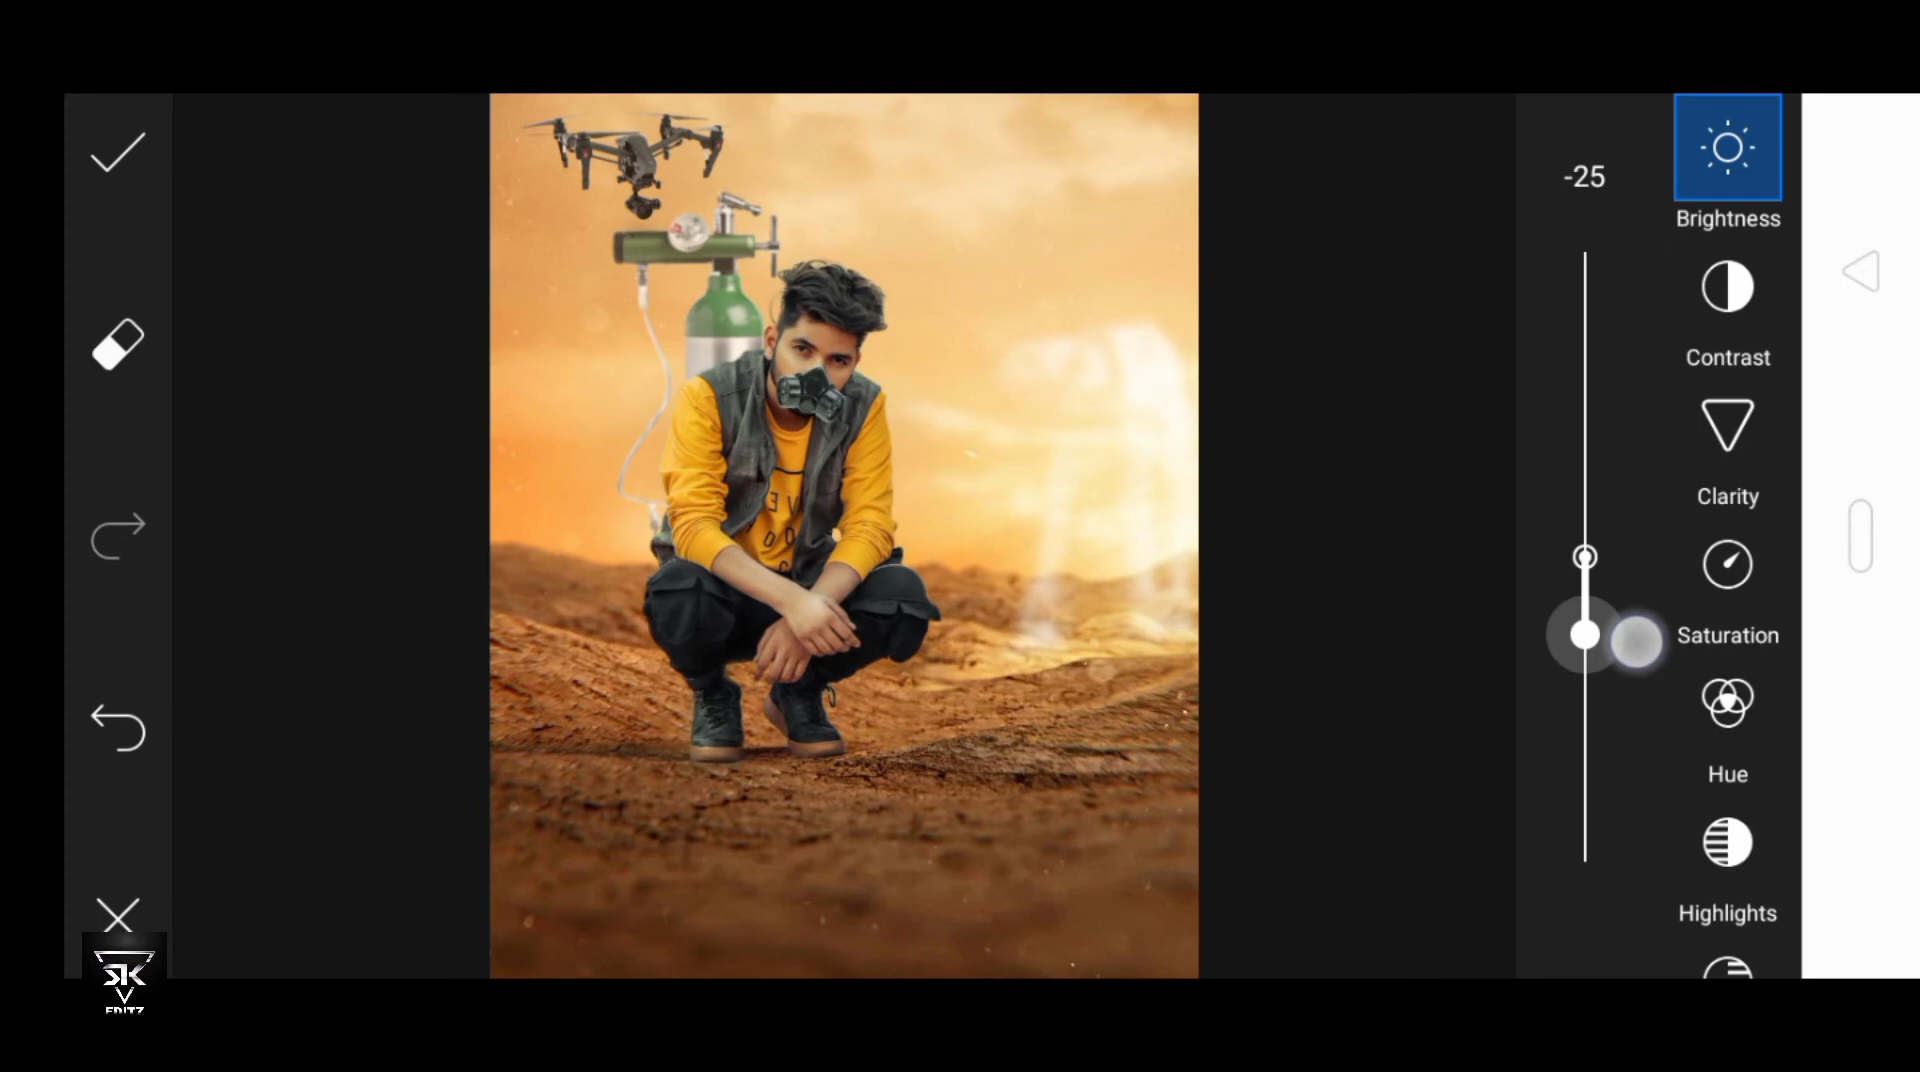 -25
Brightness
Contrast
Clarity
Saturation
Hue
Highlights
SK
EDITZ